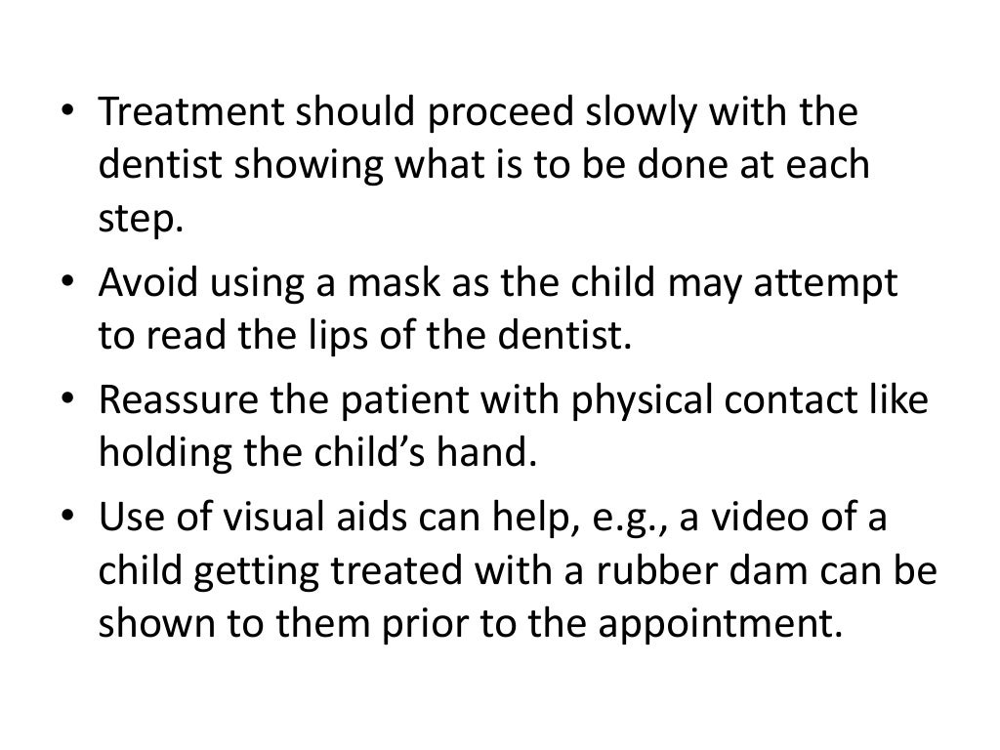 • Treatment should proceed slowly with the
dentist showing what is to be done at each
step.
• Avoid using a mask as the child may attempt
to read the lips of the dentist.
• Reassure the patient with physical contact like
holding the child’s hand.
• Use of visual aids can help, e.g., a video of a
child getting treated with a rubber dam can be
shown to them prior to the appointment.